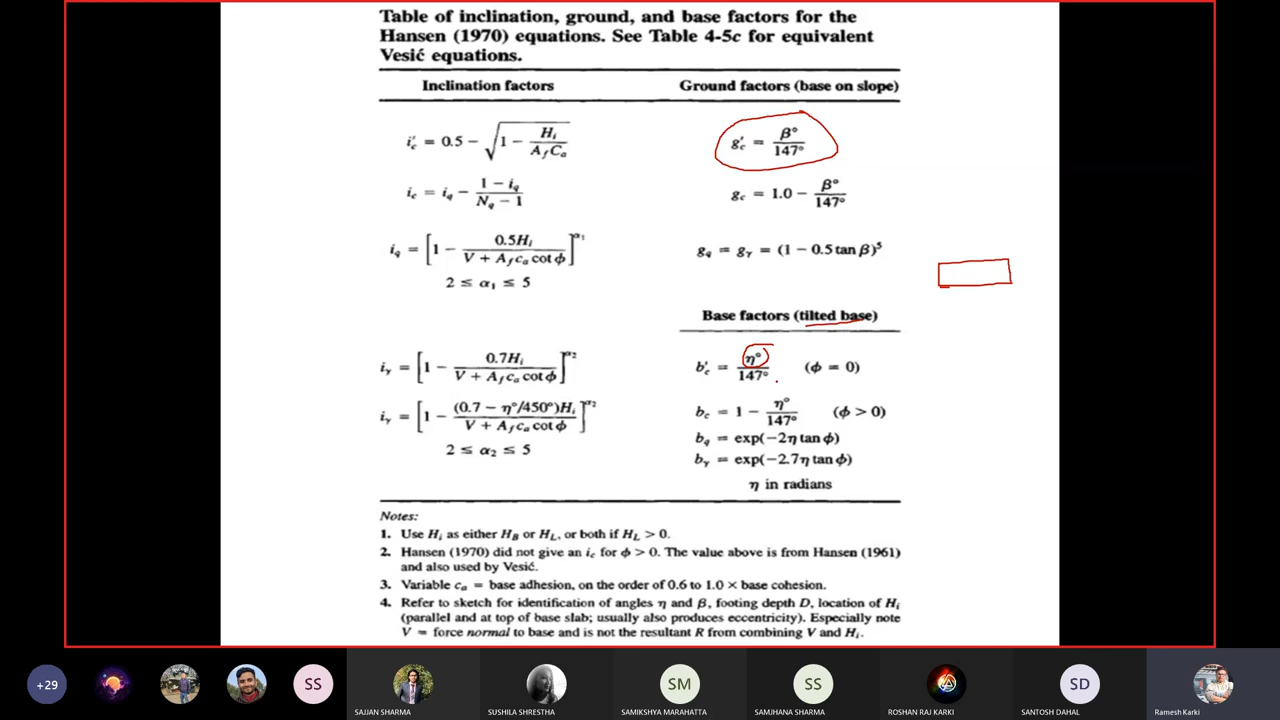 Table of inclination, ground, and base factors for the
Hansen (1970) equations. See Table 4-5c for equivalent
Vesić equations.
Inclination factors
Ground factors (base on slope)
i′c = 0.5 − √(1 − Hi / AfCa)
g′c = β° / 147°
ic = iq − (1 − iq) / (Nq − 1)
gc = 1.0 − β° / 147°
iq = [1 − 0.5Hi / (V + Af ca cot ϕ)]^α1
gq = gγ = (1 − 0.5 tan β)^5
2 ≤ α1 ≤ 5
Base factors (tilted base)
iγ = [1 − 0.7Hi / (V + Af ca cot ϕ)]^α2
b′c = η° / 147° (ϕ = 0)
iγ = [1 − (0.7 − η°/450°)Hi / (V + Af ca cot ϕ)]^α2
bc = 1 − η° / 147° (ϕ > 0)
bq = exp(−2η tan ϕ)
2 ≤ α2 ≤ 5
bγ = exp(−2.7η tan ϕ)
η in radians
Notes:
1. Use Hi as either HB or HL, or both if HL > 0.
2. Hansen (1970) did not give an ic for ϕ > 0. The value above is from Hansen (1961)
and also used by Vesić.
3. Variable ca = base adhesion, on the order of 0.6 to 1.0 × base cohesion.
4. Refer to sketch for identification of angles η and β, footing depth D, location of Hi
(parallel and at top of base slab; usually also produces eccentricity). Especially note
V = force normal to base and is not the resultant R from combining V and Hi.
+29
SS
SM
SS
SD
SAJJAN SHARMA
SUSHILA SHRESTHA
SAMIKSHYA MARAHATTA
SAMJHANA SHARMA
ROSHAN RAJ KARKI
SANTOSH DAHAL
Ramesh Karki